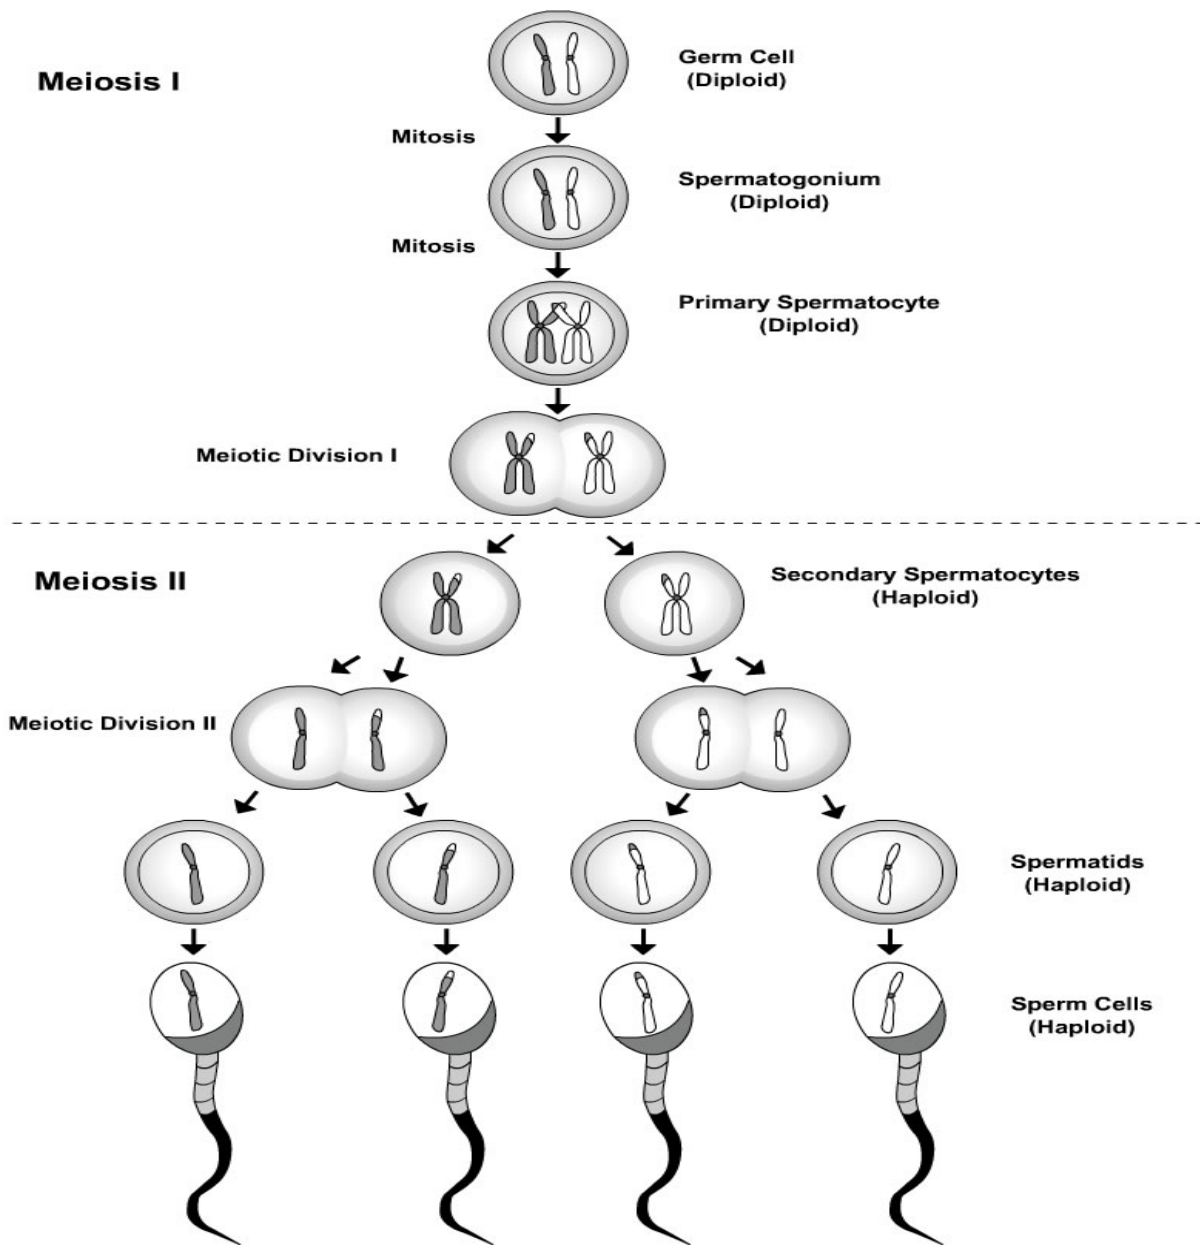 Meiosis I
Germ Cell
(Diploid)
Mitosis
Spermatogonium
(Diploid)
Mitosis
Primary Spermatocyte
(Diploid)
Meiotic Division I
Meiosis II
Secondary Spermatocytes
(Haploid)
Meiotic Division II
Spermatids
(Haploid)
Sperm Cells
(Haploid)